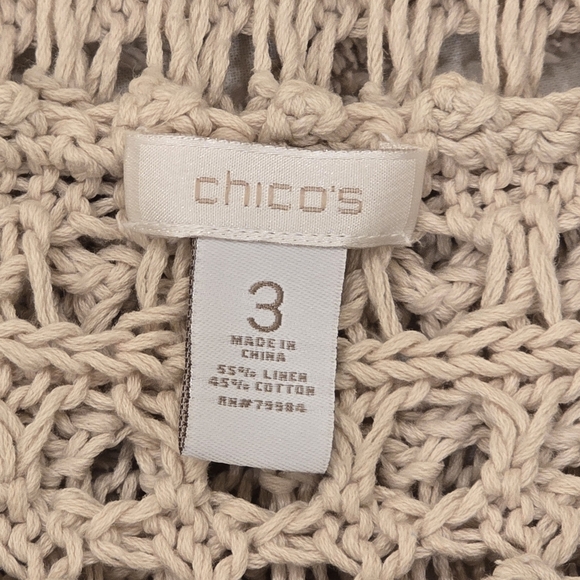 chico's
3
MADE IN
CHINA
55% LINEN
45% COTTON
RN#79984